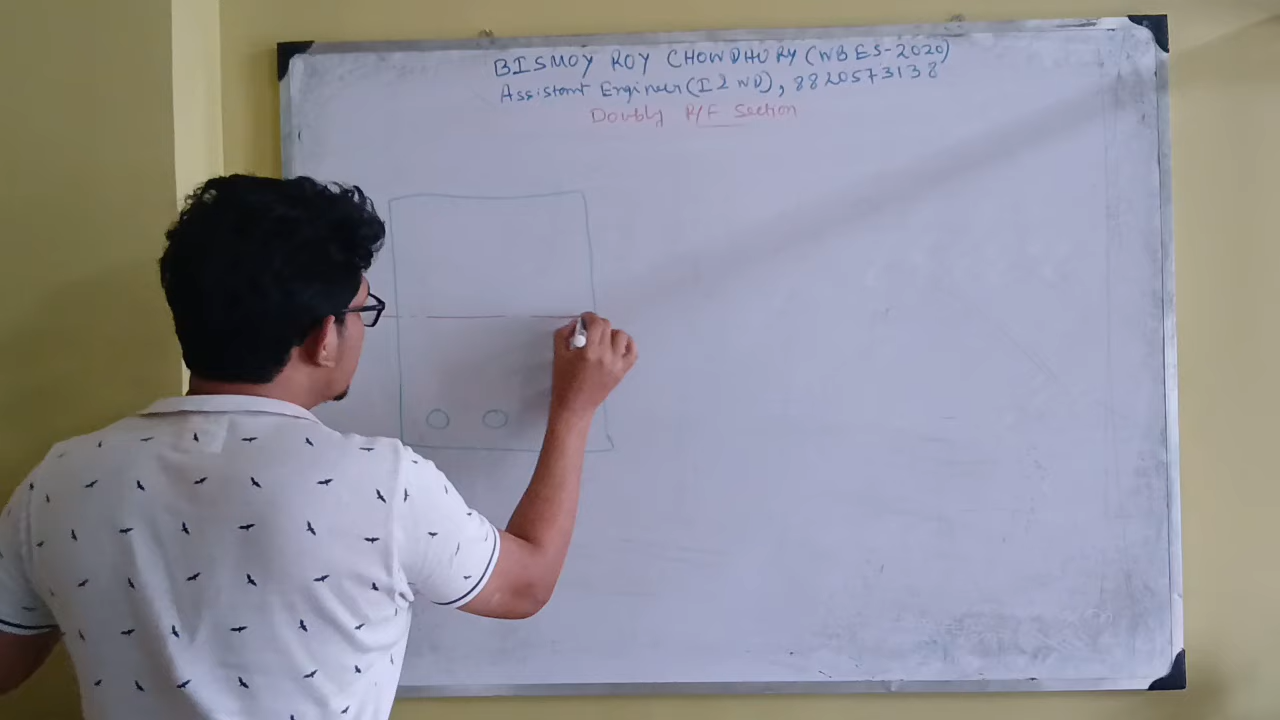 BISMOY ROY CHOWDHURY (WBES-2020)
Assistant Engineer (I & WD), 8820573138
Doubly R/F Section